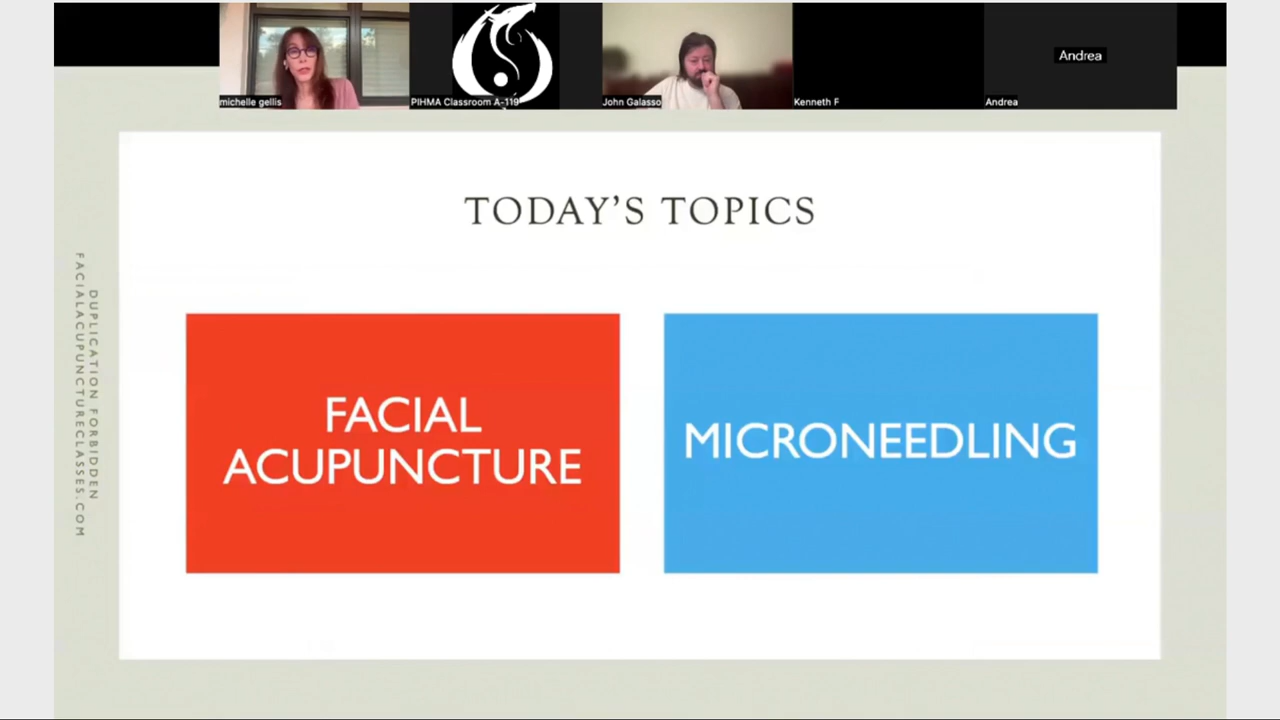 Andrea
michelle gellis
PIHMA Classroom A-119
John Galasso
Kenneth F
Andrea
TODAY'S TOPICS
FACIAL
ACUPUNCTURE
MICRONEEDLING
DUPLICATION FORBIDDEN
FACIALACUPUNCTURECLASSES.COM